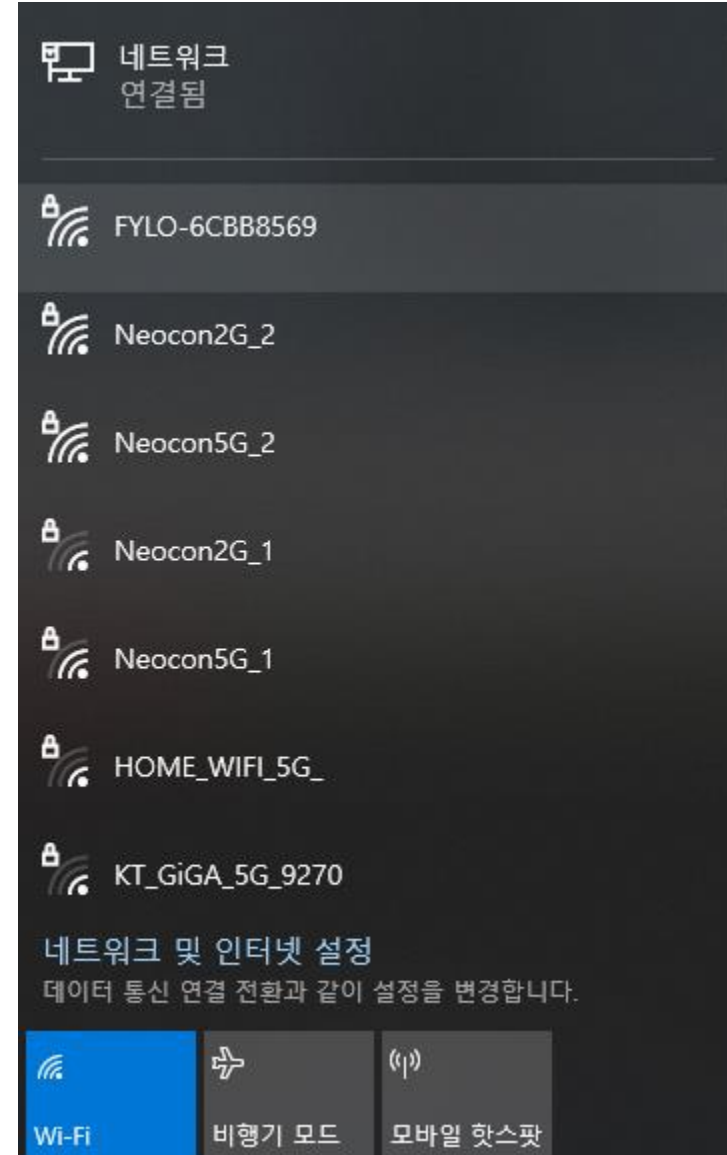 네트워크
연결됨
FYLO-6CBB8569
Neocon2G_2
Neocon5G_2
Neocon2G_1
Neocon5G_1
HOME_WIFI_5G_
KT_GiGA_5G_9270
네트워크 및 인터넷 설정
데이터 통신 연결 전환과 같이 설정을 변경합니다.
Wi-Fi
비행기 모드
모바일 핫스팟